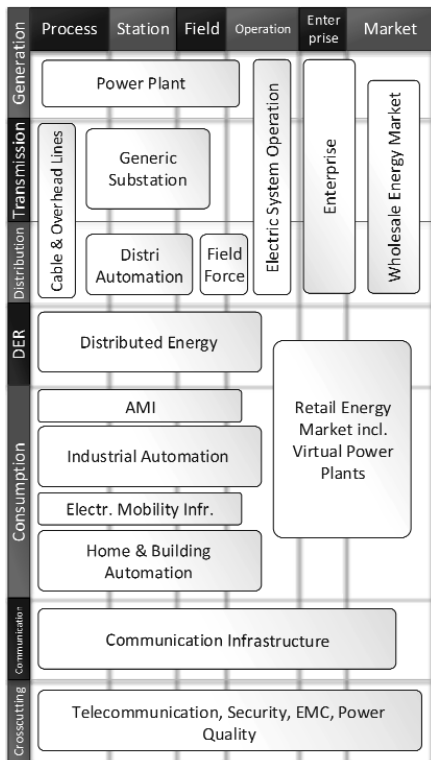 Process Station Field Operation Enter
prise Market
Generation
Power Plant
Transmission
Cable & Overhead Lines
Generic
Substation
Electric System Operation
Enterprise
Wholesale Energy Market
Distribution
Distri
Automation
Field
Force
DER
Distributed Energy
Consumption
AMI
Retail Energy
Market incl.
Virtual Power
Plants
Industrial Automation
Electr. Mobility Infr.
Home & Building
Automation
Communication
Communication Infrastructure
Crosscutting
Telecommunication, Security, EMC, Power
Quality